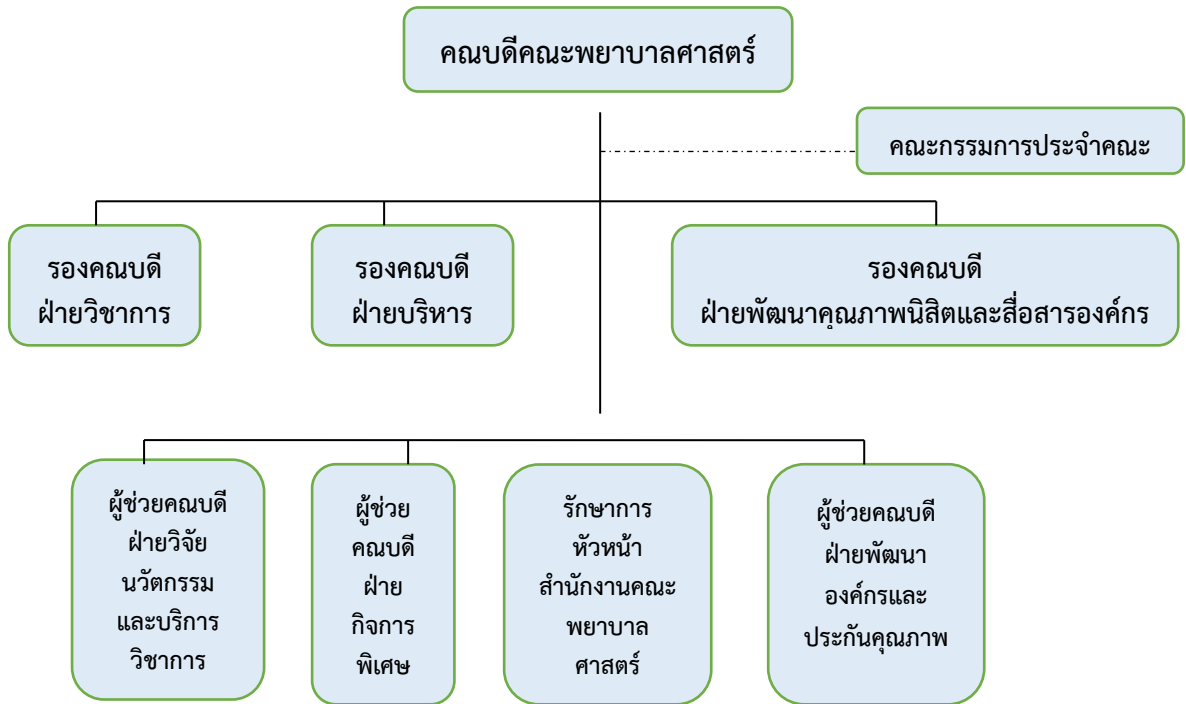 คณบดีคณะพยาบาลศาสตร์
คณะกรรมการประจำคณะ
รองคณบดี
ฝ่ายวิชาการ
รองคณบดี
ฝ่ายบริหาร
รองคณบดี
ฝ่ายพัฒนาคุณภาพนิสิตและสื่อสารองค์กร
ผู้ช่วยคณบดี
ฝ่ายวิจัย
นวัตกรรม
และบริการ
วิชาการ
ผู้ช่วย
คณบดี
ฝ่าย
กิจการ
พิเศษ
รักษาการ
หัวหน้า
สำนักงานคณะ
พยาบาล
ศาสตร์
ผู้ช่วยคณบดี
ฝ่ายพัฒนา
องค์กรและ
ประกันคุณภาพ